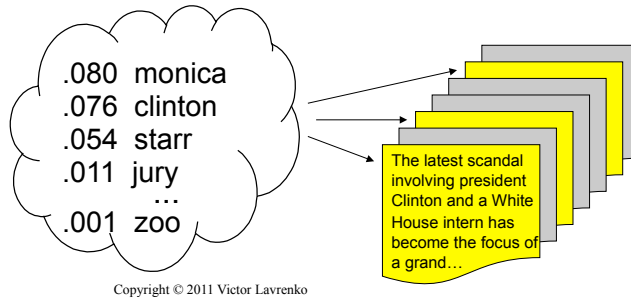 .080 monica
.076 clinton
.054 starr
.011 jury
...
.001 zoo
The latest scandal
involving president
Clinton and a White
House intern has
become the focus of
a grand…
Copyright © 2011 Victor Lavrenko